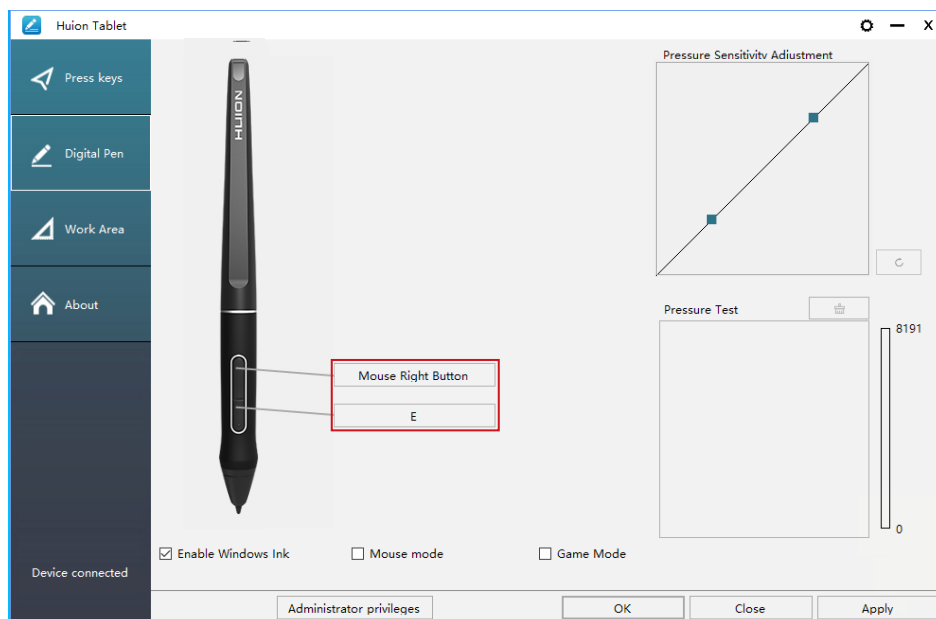 Huion Tablet
X
Press keys
Digital Pen
Work Area
About
Device connected
HUION
Mouse Right Button
E
Pressure Sensitivity Adjustment
Pressure Test
8191
0
Enable Windows Ink
Mouse mode
Game Mode
Administrator privileges
OK
Close
Apply